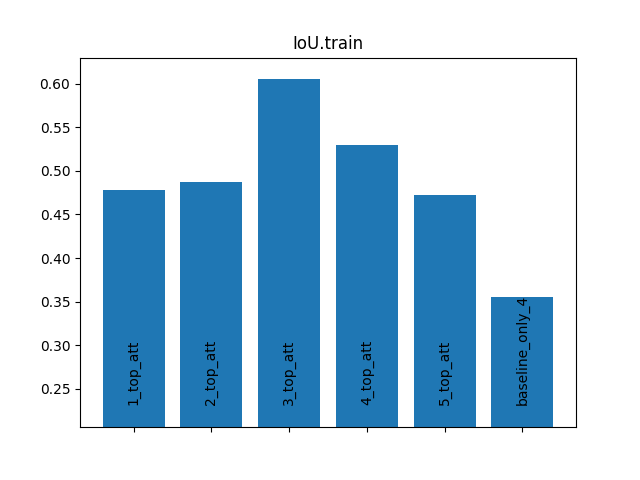 IoU.train
0.60
0.55
0.50
0.45
0.40
0.35
0.30
0.25
1_top_att
2_top_att
3_top_att
4_top_att
5_top_att
baseline_only_4